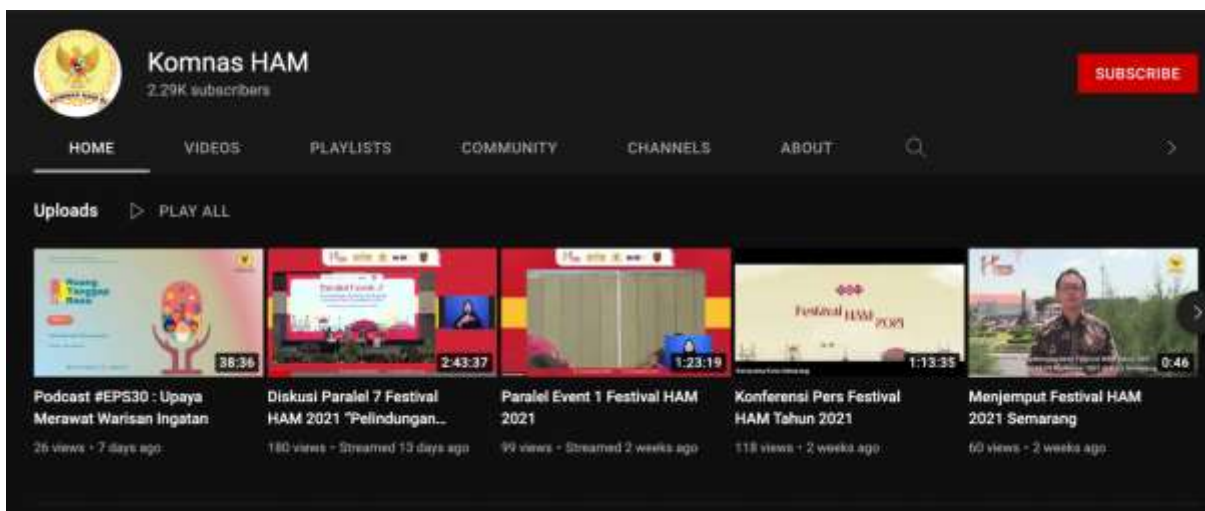 Komnas HAM
2.29K subscribers
SUBSCRIBE
HOME
VIDEOS
PLAYLISTS
COMMUNITY
CHANNELS
ABOUT
Uploads
PLAY ALL
Ruang
Tanggap
Rasa
38:36
Podcast #EPS30 : Upaya
Merawat Warisan Ingatan
26 views • 7 days ago
2:43:37
Diskusi Paralel 7 Festival
HAM 2021 "Pelindungan...
180 views • Streamed 13 days ago
1:23:19
Paralel Event 1 Festival HAM
2021
99 views • Streamed 2 weeks ago
Festival HAM 2021
1:13:35
Konferensi Pers Festival
HAM Tahun 2021
118 views • 2 weeks ago
0:46
Menjemput Festival HAM
2021 Semarang
60 views • 2 weeks ago